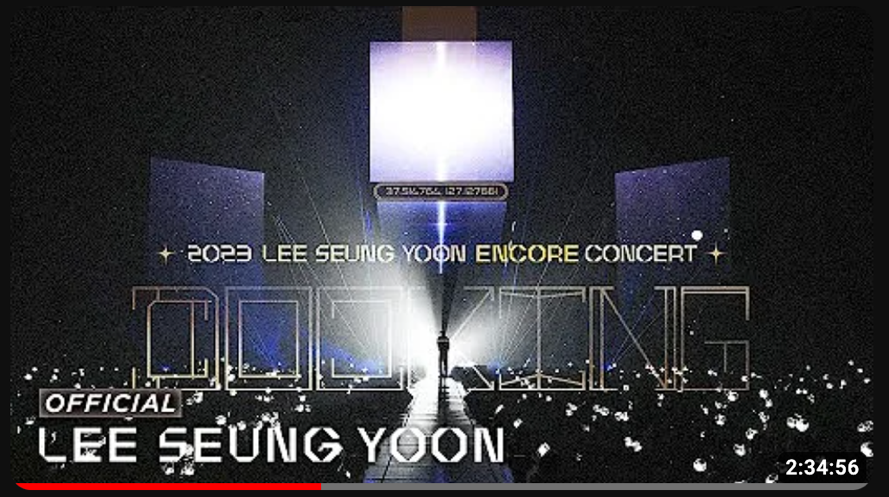 2023 LEE SEUNG YOON ENCORE CONCERT
DOCKING
OFFICIAL
LEE SEUNG YOON
2:34:56